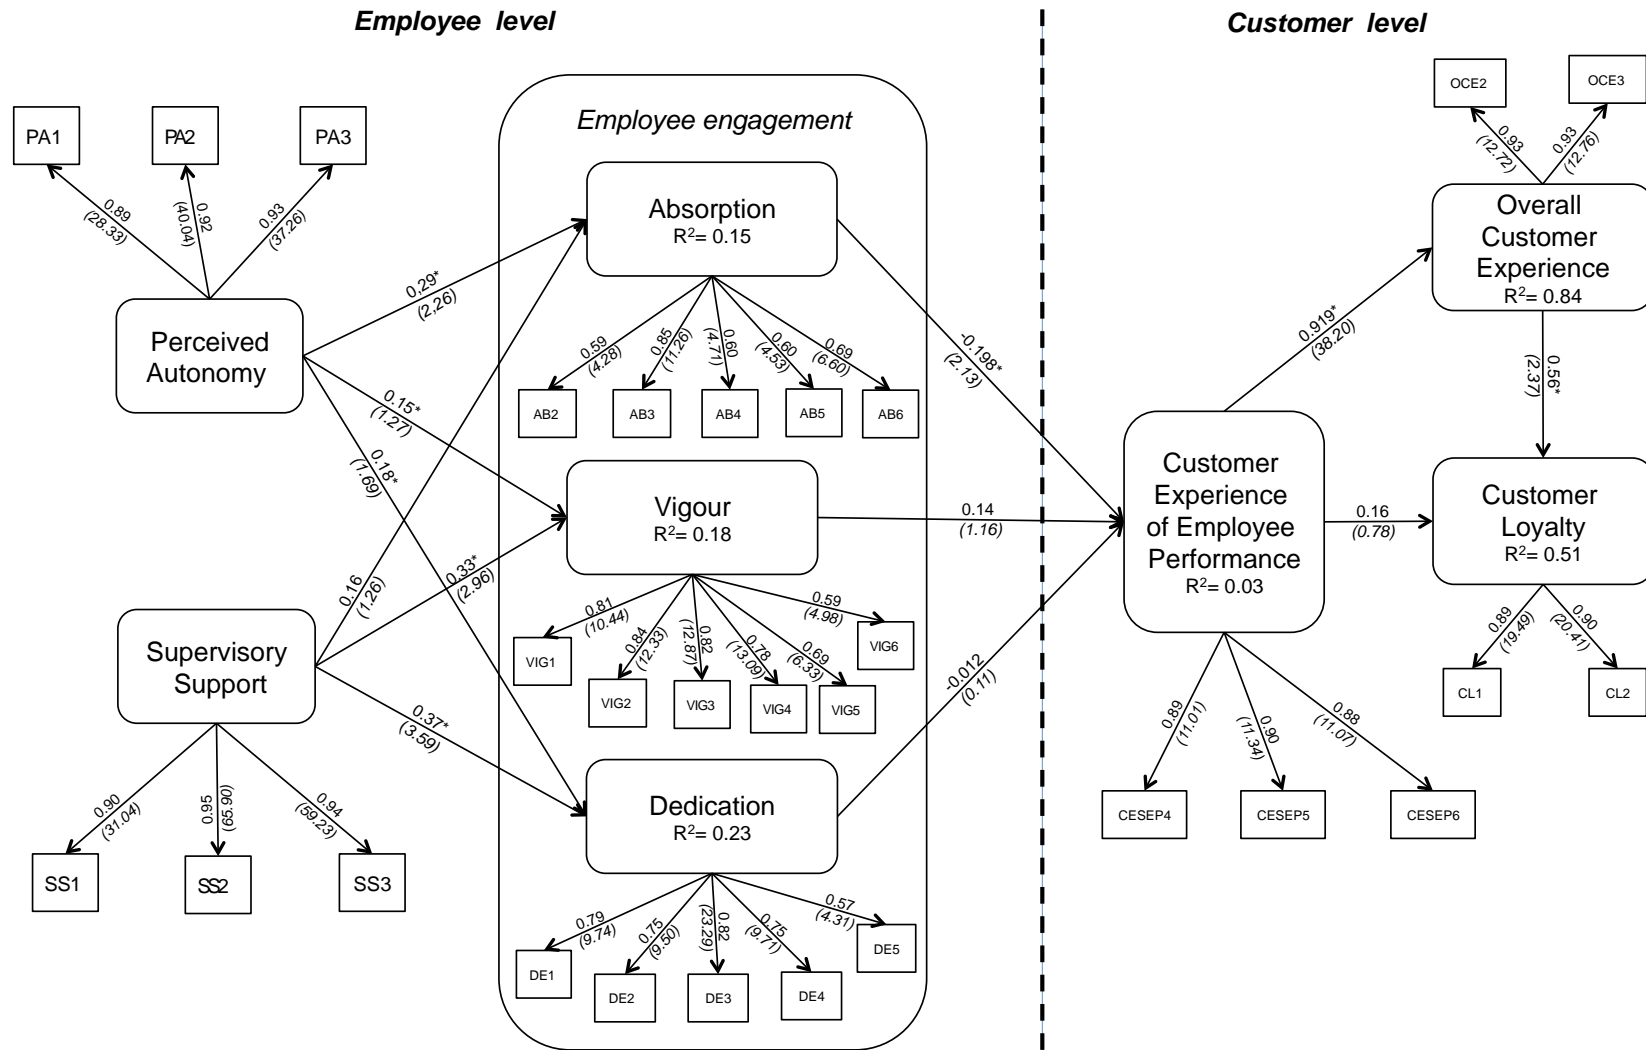 Employee level
Customer level
OCE2
OCE3
PA1
PA2
PA3
Employee engagement
0.93
(12.72)
0.93
(12.76)
0.89
(28.33)
0.92
(40.04)
0.93
(37.26)
Absorption
R²= 0.15
Overall
Customer
Experience
R²= 0.84
0,29*
(2,26)
Perceived
Autonomy
0.59
(4.28)
0.85
(11.26)
0.60
(4.71)
0.60
(4.53)
0.69
(6.60)
-0.198*
(2.13)
0.919*
(38.20)
0.56*
(2.37)
AB2
AB3
AB4
AB5
AB6
0.15*
(1.27)
0.18*
(1.69)
Vigour
R²= 0.18
0.14
(1.16)
Customer
Experience
of Employee
Performance
R²= 0.03
0.16
(0.78)
Customer
Loyalty
R²= 0.51
0.16
(1.26)
0.33*
(2.96)
0.81
(10.44)
0.84
(12.33)
0.82
(12.87)
0.78
(13.09)
0.69
(6.33)
0.59
(4.98)
VIG1
VIG2
VIG3
VIG4
VIG5
VIG6
0.89
(19.49)
0.90
(20.41)
CL1
CL2
Supervisory
Support
0.37*
(3.59)
-0.012
(0.11)
0.89
(11.01)
0.90
(11.34)
0.88
(11.07)
Dedication
R²= 0.23
CESEP4
CESEP5
CESEP6
0.90
(31.04)
0.95
(65.90)
0.94
(59.23)
SS1
SS2
SS3
0.79
(9.74)
0.75
(9.50)
0.82
(23.29)
0.75
(9.71)
0.57
(4.31)
DE1
DE2
DE3
DE4
DE5